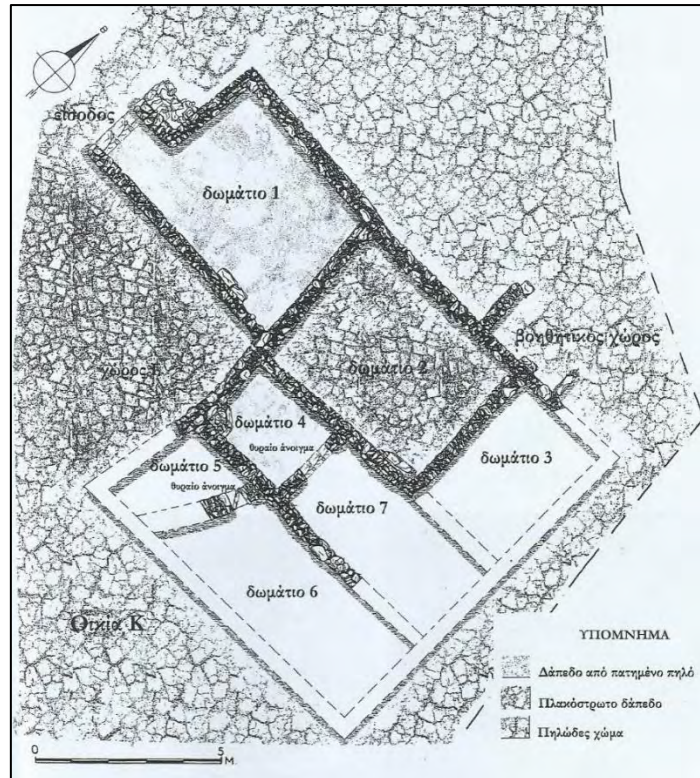 Β
είσοδος
δωμάτιο 1
βοηθητικός χώρος
χώρος
δωμάτιο 2
δωμάτιο 4
θυραίο άνοιγμα
δωμάτιο 5
θυραίο άνοιγμα
δωμάτιο 3
δωμάτιο 7
δωμάτιο 6
Οικία Κ
ΥΠΟΜΝΗΜΑ
Δάπεδο από πατημένο πηλό
Πλακόστρωτο δάπεδο
Πηλώδες χώμα
0 5
Μ.